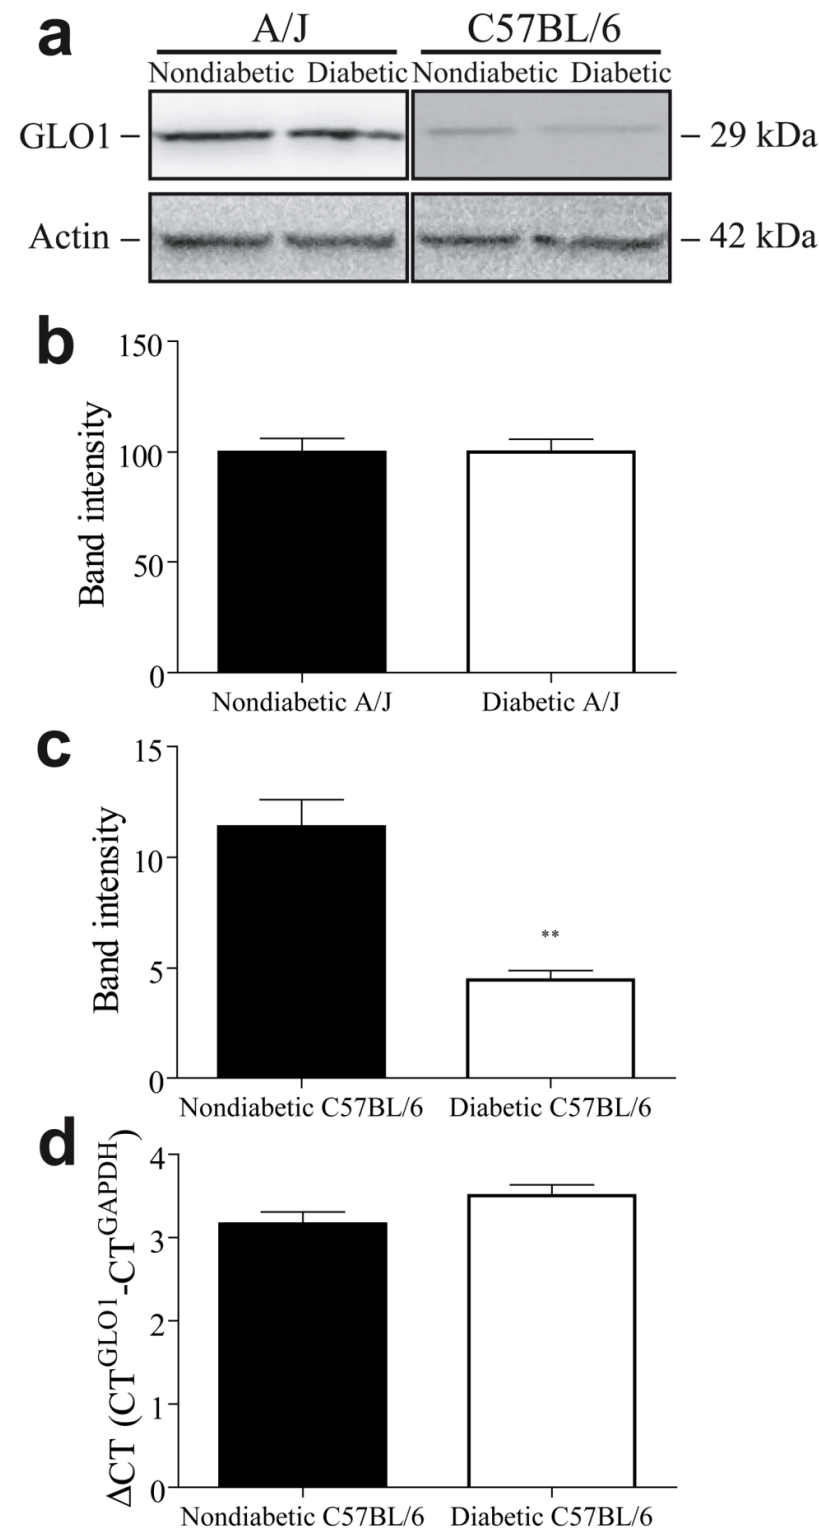 a
A/J C57BL/6
Nondiabetic Diabetic Nondiabetic Diabetic
GLO1 – – 29 kDa
Actin – – 42 kDa
b
150
100
50
0
Band intensity
Nondiabetic A/J Diabetic A/J
c
15
10
5
0
Band intensity
**
Nondiabetic C57BL/6 Diabetic C57BL/6
d
4
3
2
1
0
ΔCT (CT^GLO1-CT^GAPDH)
Nondiabetic C57BL/6 Diabetic C57BL/6